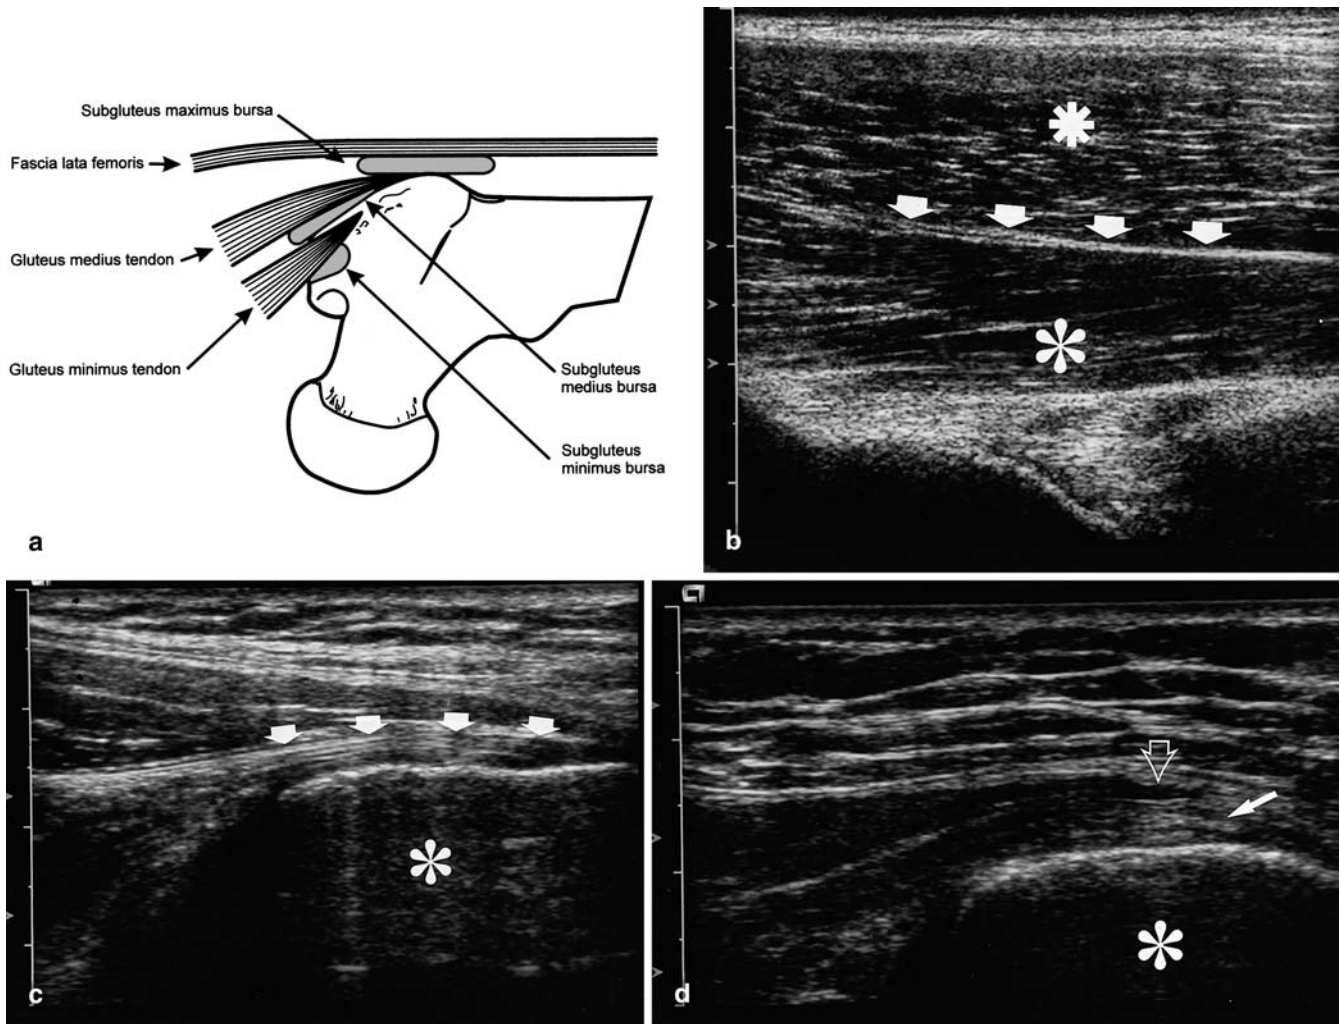 Subgluteus maximus bursa
Fascia lata femoris
Gluteus medius tendon
Gluteus minimus tendon
Subgluteus
medius bursa
Subgluteus
minimus bursa
a
b
c
d